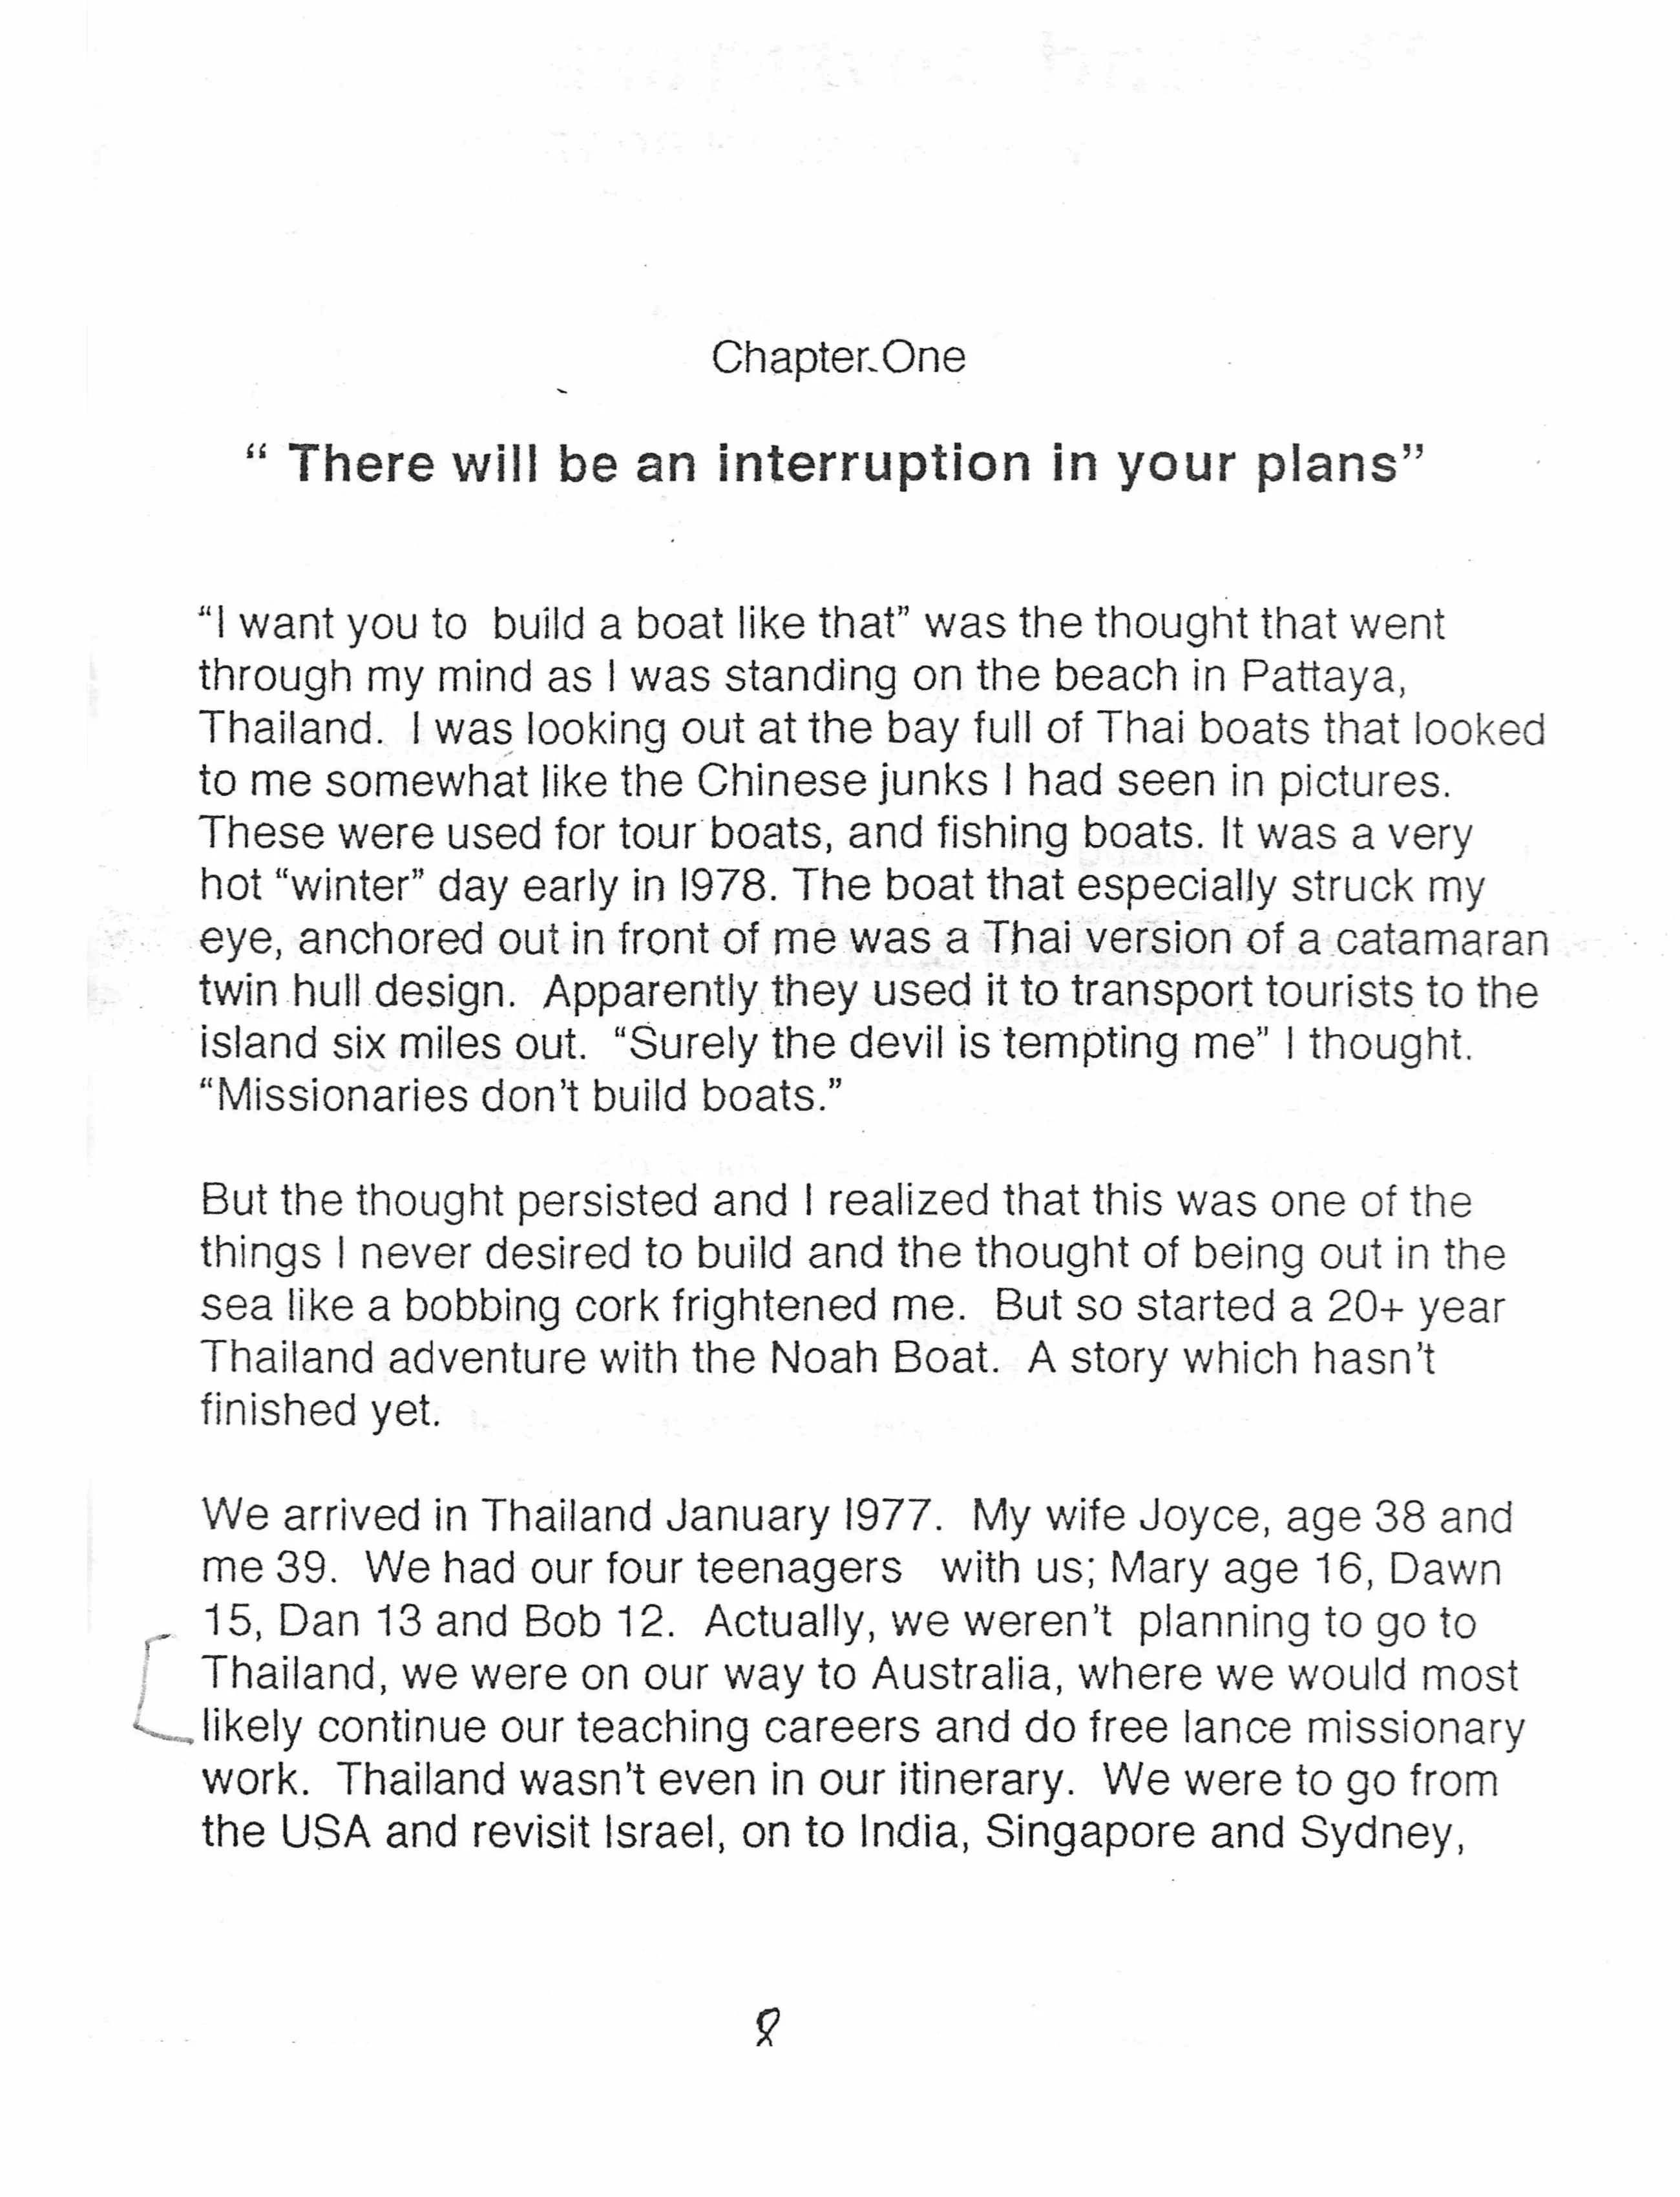 Chapter One
“ There will be an interruption in your plans”
“I want you to build a boat like that” was the thought that went
through my mind as I was standing on the beach in Pattaya,
Thailand. I was looking out at the bay full of Thai boats that looked
to me somewhat like the Chinese junks I had seen in pictures.
These were used for tour boats, and fishing boats. It was a very
hot “winter” day early in l978. The boat that especially struck my
eye, anchored out in front of me was a Thai version of a catamaran
twin hull design. Apparently they used it to transport tourists to the
island six miles out. “Surely the devil is tempting me” I thought.
“Missionaries don’t build boats.”
But the thought persisted and I realized that this was one of the
things I never desired to build and the thought of being out in the
sea like a bobbing cork frightened me. But so started a 20+ year
Thailand adventure with the Noah Boat. A story which hasn’t
finished yet.
We arrived in Thailand January l977. My wife Joyce, age 38 and
me 39. We had our four teenagers with us; Mary age 16, Dawn
15, Dan 13 and Bob 12. Actually, we weren’t planning to go to
Thailand, we were on our way to Australia, where we would most
likely continue our teaching careers and do free lance missionary
work. Thailand wasn’t even in our itinerary. We were to go from
the USA and revisit Israel, on to India, Singapore and Sydney,
8